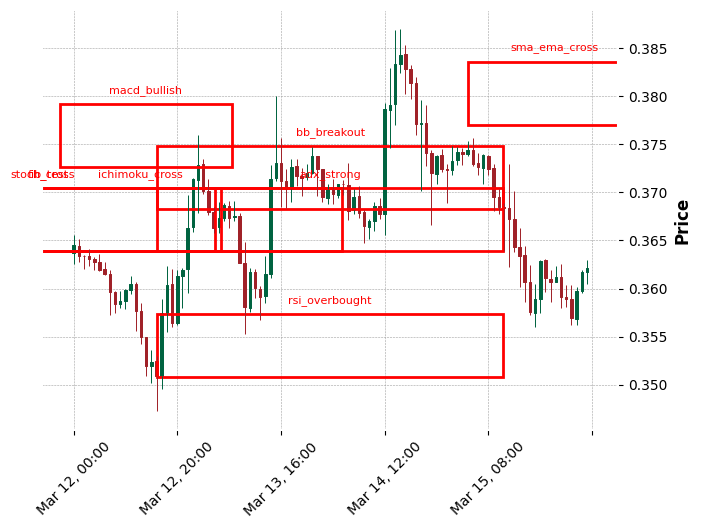 sma_ema_cross
macd_bullish
bb_breakout
stoch_cross
ichimoku_cross
adx_strong
rsi_overbought
0.385
0.380
0.375
0.370
0.365
0.360
0.355
0.350
Price
Mar 12, 00:00
Mar 12, 20:00
Mar 13, 16:00
Mar 14, 12:00
Mar 15, 08:00